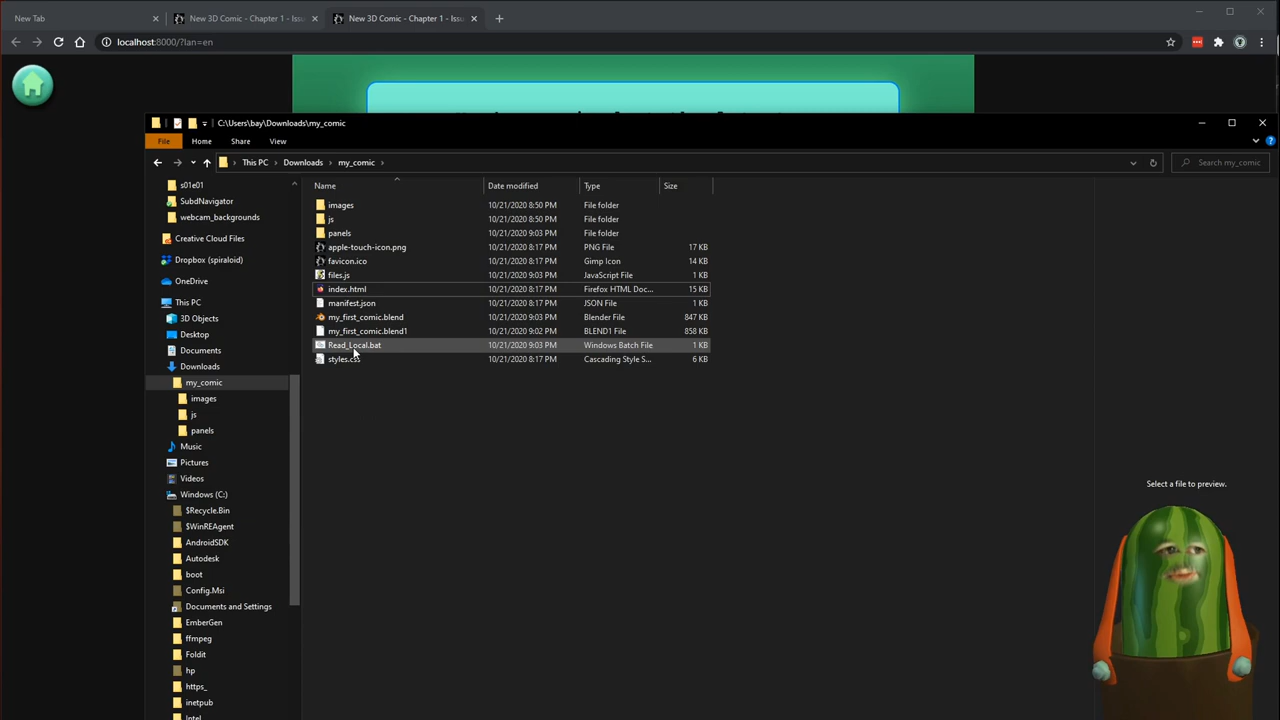 New Tab
New 3D Comic - Chapter 1 - Issu
New 3D Comic - Chapter 1 - Issu
localhost:8000/?lan=en
C:\Users\bay\Downloads\my_comic
File Home Share View
This PC Downloads my_comic
Search my_comic
Name Date modified Type Size
s01e01
SubdNavigator
webcam_backgrounds
Creative Cloud Files
Dropbox (spiraloid)
OneDrive
This PC
3D Objects
Desktop
Documents
Downloads
my_comic
images
js
panels
Music
Pictures
Videos
Windows (C:)
$Recycle.Bin
$WinREAgent
AndroidSDK
Autodesk
boot
Config.Msi
Documents and Settings
EmberGen
ffmpeg
Foldit
hp
https_
inetpub
Intel
images 10/21/2020 8:50 PM File folder
js 10/21/2020 8:50 PM File folder
panels 10/21/2020 9:03 PM File folder
apple-touch-icon.png 10/21/2020 8:17 PM PNG File 17 KB
favicon.ico 10/21/2020 8:17 PM Gimp Icon 14 KB
files.js 10/21/2020 9:03 PM JavaScript File 1 KB
index.html 10/21/2020 8:17 PM Firefox HTML Doc... 15 KB
manifest.json 10/21/2020 8:17 PM JSON File 1 KB
my_first_comic.blend 10/21/2020 9:03 PM Blender File 847 KB
my_first_comic.blend1 10/21/2020 9:02 PM BLEND1 File 858 KB
Read_Local.bat 10/21/2020 9:03 PM Windows Batch File 1 KB
styles.css 10/21/2020 8:17 PM Cascading Style S... 6 KB
Select a file to preview.